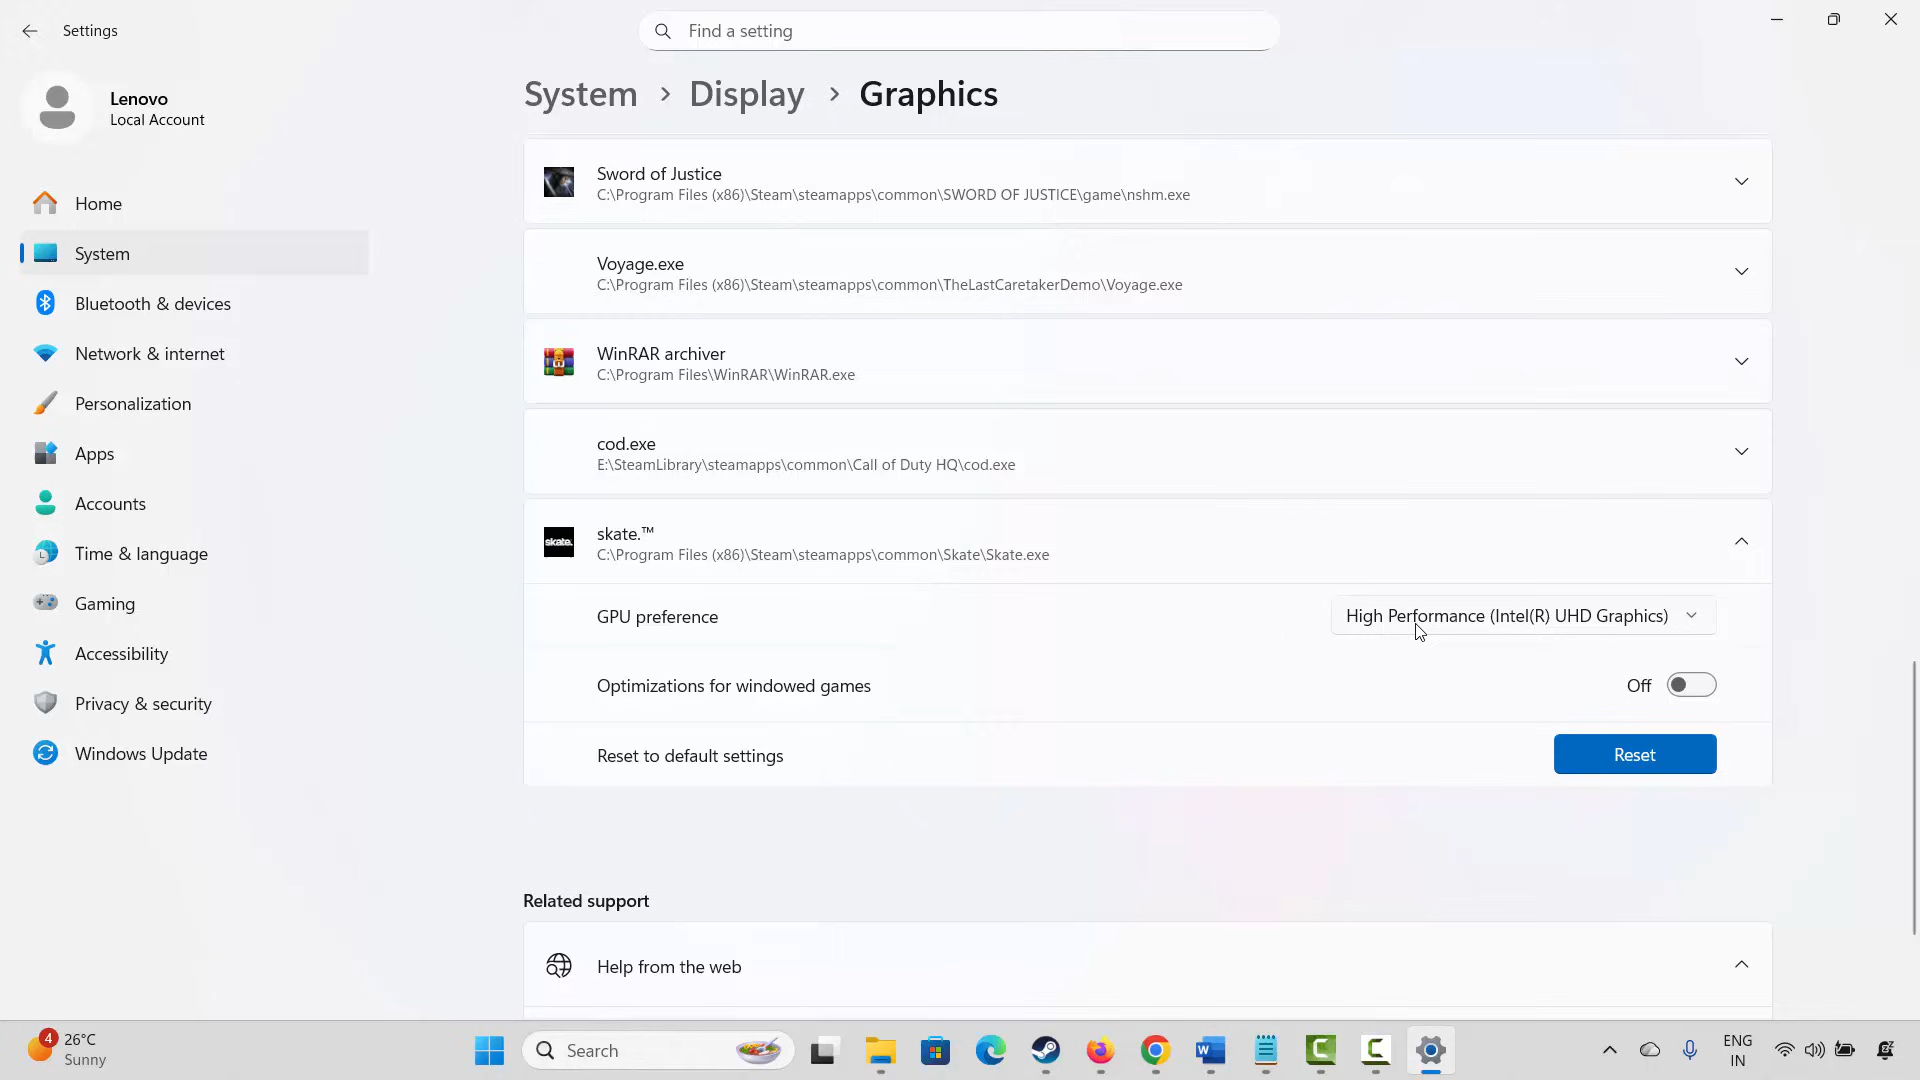 Settings
Find a setting
Lenovo
Local Account
Home
System
Bluetooth & devices
Network & internet
Personalization
Apps
Accounts
Time & language
Gaming
Accessibility
Privacy & security
Windows Update
System > Display > Graphics
Sword of Justice
C:\Program Files (x86)\Steam\steamapps\common\SWORD OF JUSTICE\game\nshm.exe
Voyage.exe
C:\Program Files (x86)\Steam\steamapps\common\TheLastCaretakerDemo\Voyage.exe
WinRAR archiver
C:\Program Files\WinRAR\WinRAR.exe
cod.exe
E:\SteamLibrary\steamapps\common\Call of Duty HQ\cod.exe
skate.
skate.™
C:\Program Files (x86)\Steam\steamapps\common\Skate\Skate.exe
GPU preference
High Performance (Intel(R) UHD Graphics)
Optimizations for windowed games
Off
Reset to default settings
Reset
Related support
Help from the web
4
26°C
Sunny
Search
ENG
IN